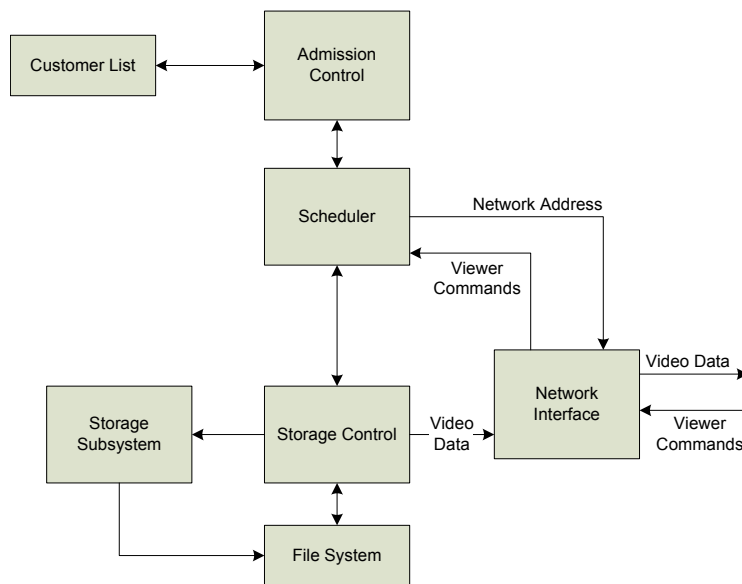 Customer List
Admission
Control
Scheduler
Network Address
Viewer
Commands
Video Data
Network
Interface
Viewer
Commands
Storage
Subsystem
Storage Control
Video
Data
File System